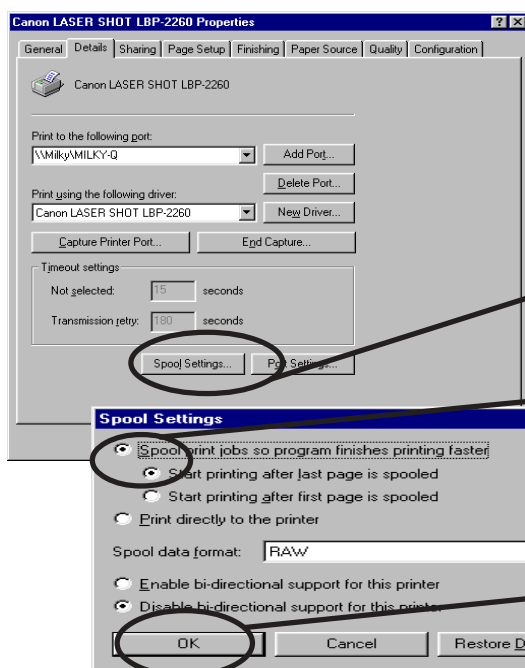 Canon LASER SHOT LBP-2260 Properties
General Details Sharing Page Setup Finishing Paper Source Quality Configuration
Canon LASER SHOT LBP-2260
Print to the following port:
\\Milky\MILKY-Q Add Port...
Delete Port...
Print using the following driver:
Canon LASER SHOT LBP-2260 New Driver...
Capture Printer Port... End Capture...
Timeout settings
Not selected: 15 seconds
Transmission retry: 180 seconds
Spool Settings... Port Settings...
Spool Settings
Spool print jobs so program finishes printing faster
Start printing after last page is spooled
Start printing after first page is spooled
Print directly to the printer
Spool data format: RAW
Enable bi-directional support for this printer
Disable bi-directional support for this printer
OK Cancel Restore D